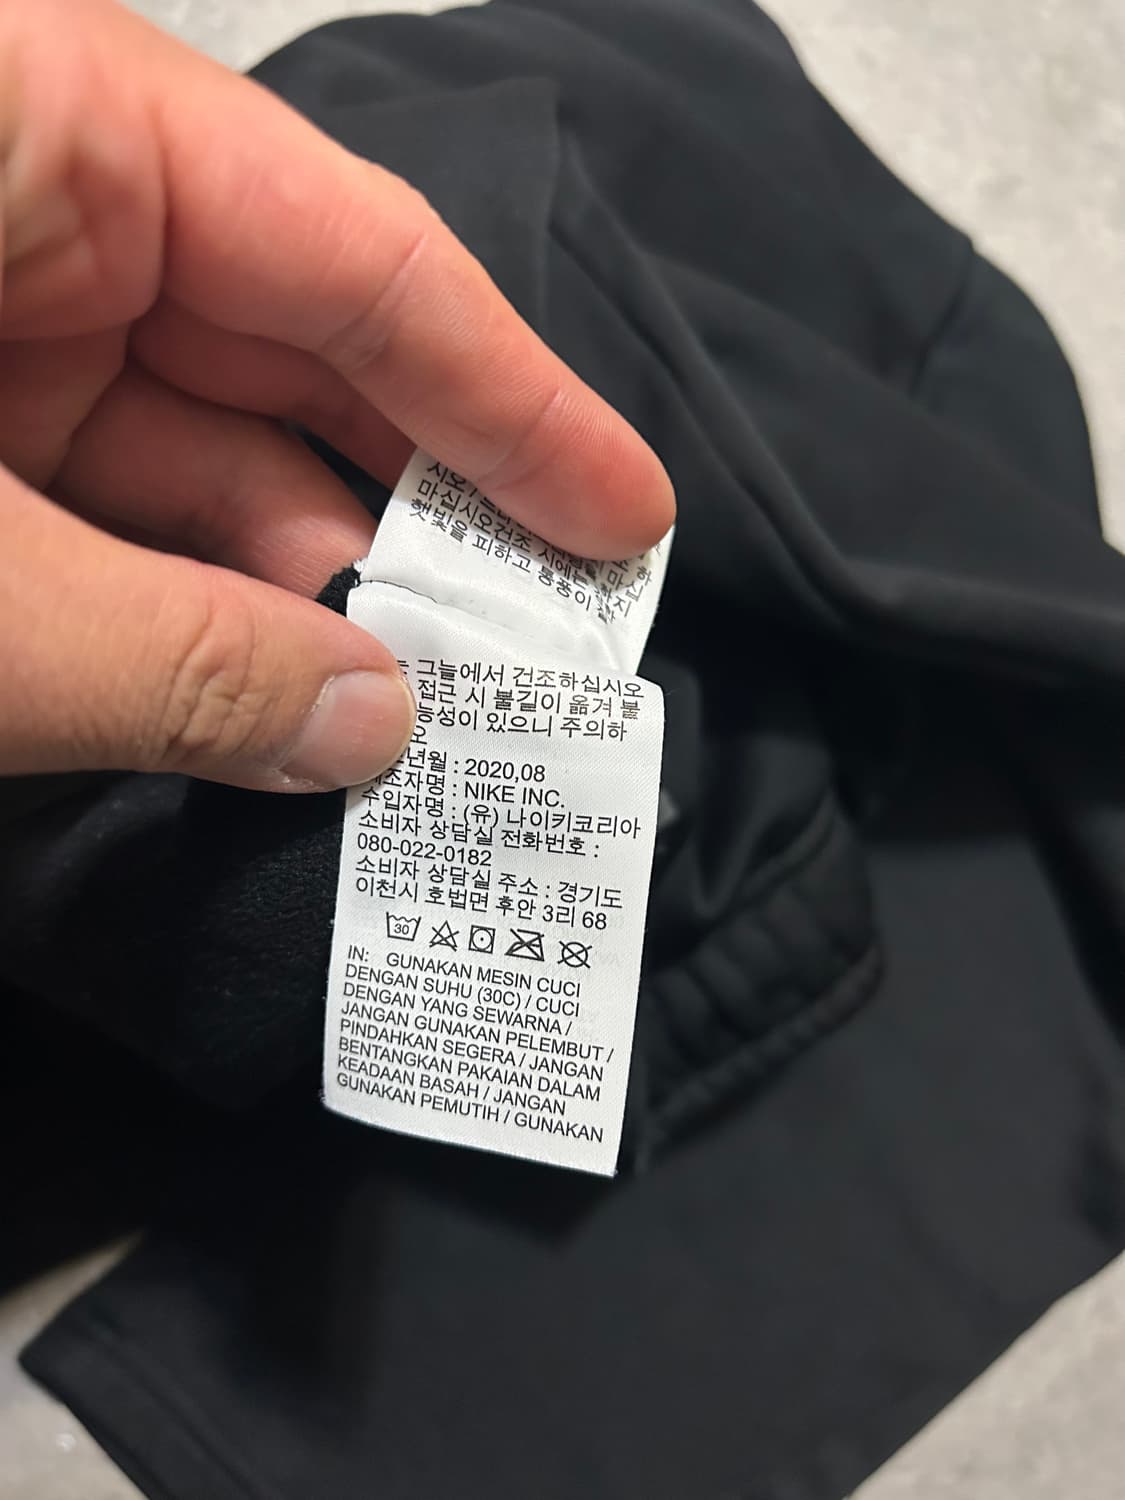 시오
마십시오 건조 시에는
햇빛을 피하고 통풍이
그늘에서 건조하십시오
접근 시 불길이 옮겨 붙
능성이 있으니 주의하
오
년월 : 2020,08
제조자명 : NIKE INC.
수입자명 : (유) 나이키코리아
소비자 상담실 전화번호 :
080-022-0182
소비자 상담실 주소 : 경기도
이천시 호법면 후안 3리 68
30
IN: GUNAKAN MESIN CUCI
DENGAN SUHU (30C) / CUCI
DENGAN YANG SEWARNA /
JANGAN GUNAKAN PELEMBUT /
PINDAHKAN SEGERA / JANGAN
BENTANGKAN PAKAIAN DALAM
KEADAAN BASAH / JANGAN
GUNAKAN PEMUTIH / GUNAKAN